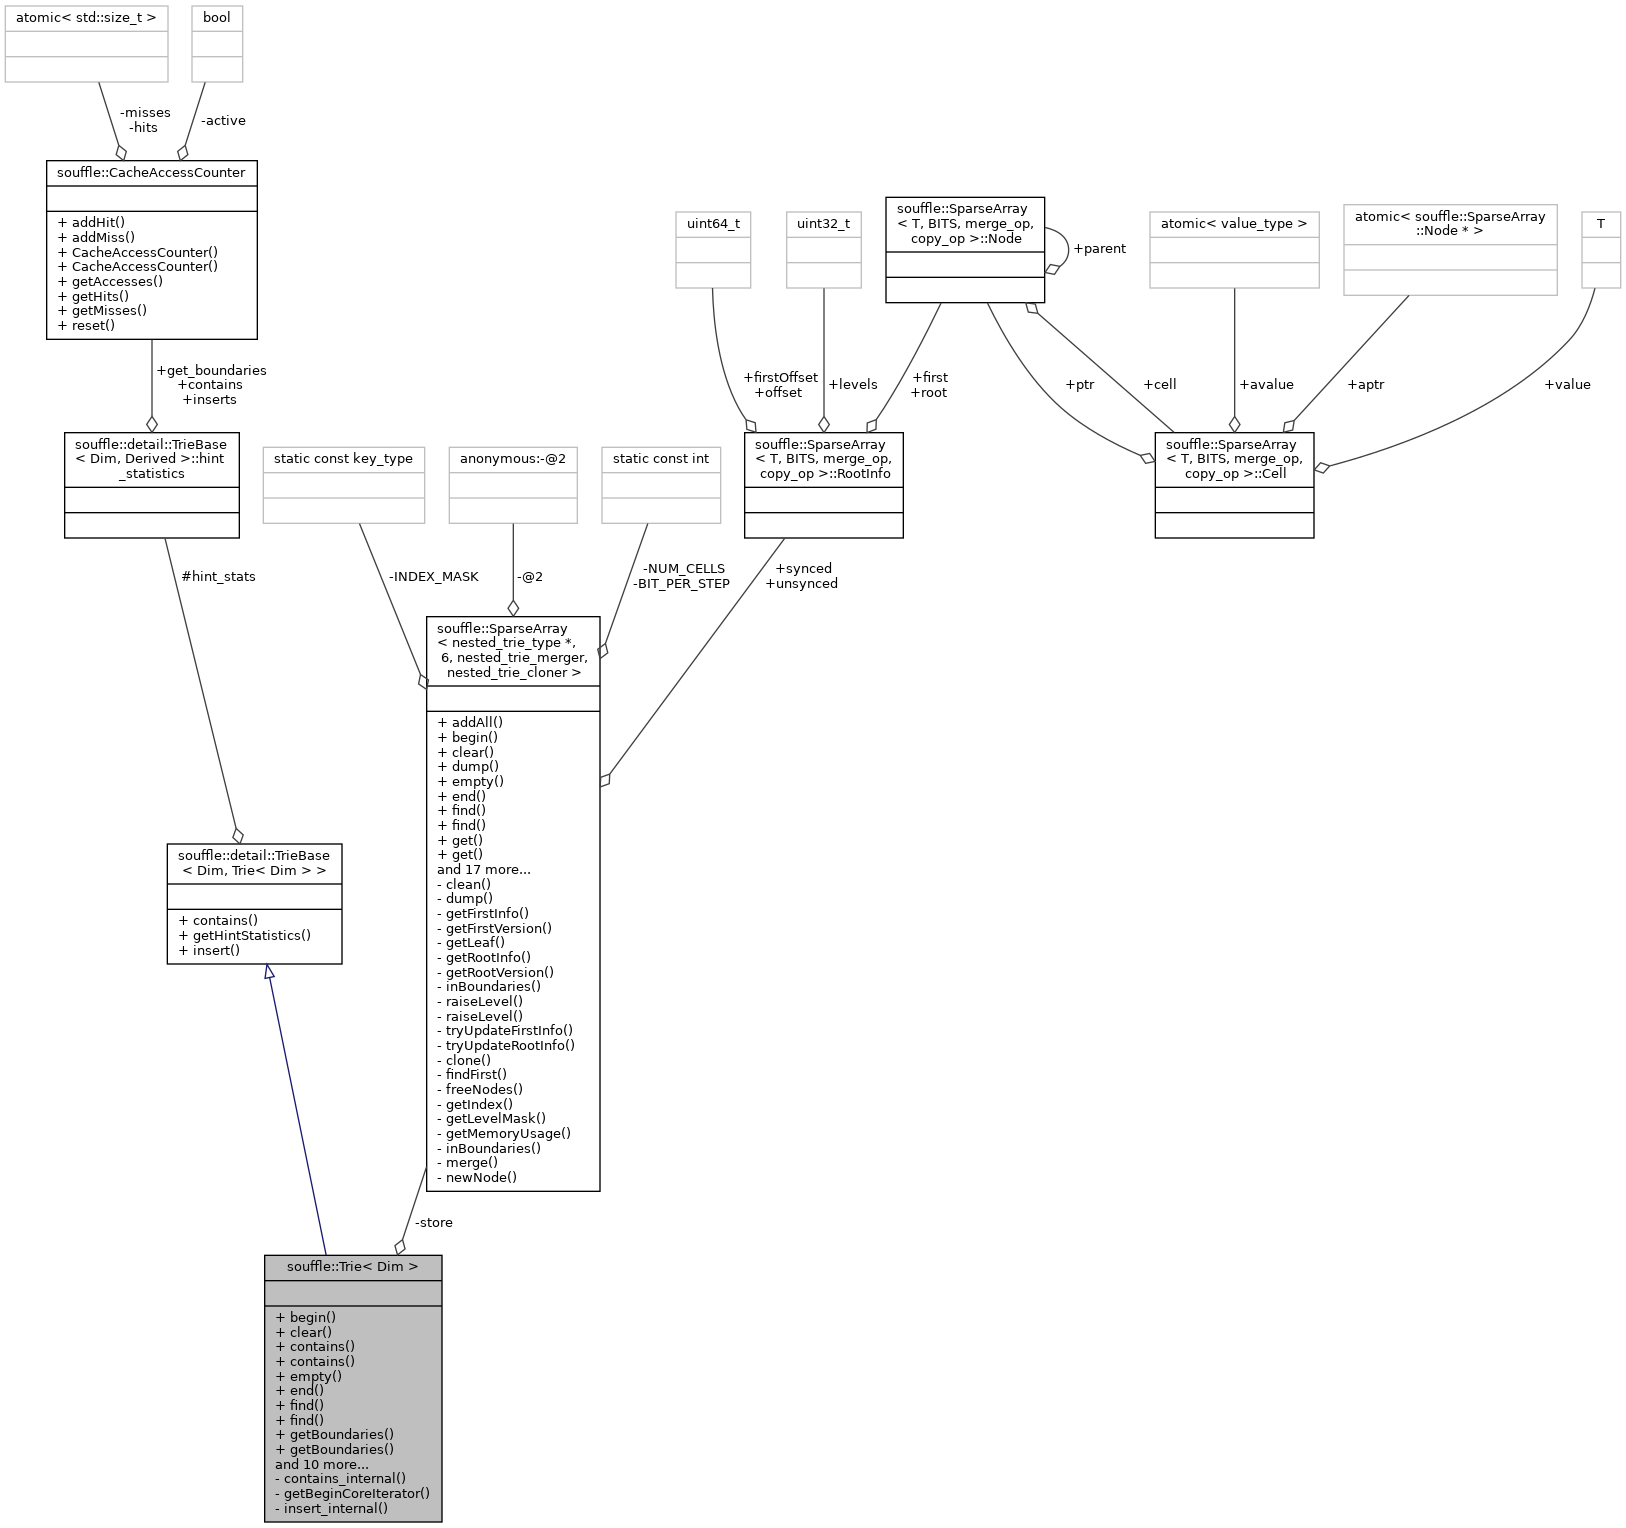 atomic< std::size_t >
bool
-misses
-hits
-active
souffle::CacheAccessCounter
+ addHit()
+ addMiss()
+ CacheAccessCounter()
+ CacheAccessCounter()
+ getAccesses()
+ getHits()
+ getMisses()
+ reset()
uint64_t
uint32_t
souffle::SparseArray
< T, BITS, merge_op,
copy_op >::Node
+parent
atomic< value_type >
atomic< souffle::SparseArray
::Node * >
T
+get_boundaries
+contains
+inserts
+firstOffset
+offset
+levels
+first
+root
+ptr
+cell
+avalue
+aptr
+value
souffle::detail::TrieBase
< Dim, Derived >::hint
_statistics
static const key_type
anonymous:-@2
static const int
souffle::SparseArray
< T, BITS, merge_op,
copy_op >::RootInfo
souffle::SparseArray
< T, BITS, merge_op,
copy_op >::Cell
#hint_stats
-INDEX_MASK
-@2
-NUM_CELLS
-BIT_PER_STEP
+synced
+unsynced
souffle::SparseArray
< nested_trie_type *,
6, nested_trie_merger,
nested_trie_cloner >
+ addAll()
+ begin()
+ clear()
+ dump()
+ empty()
+ end()
+ find()
+ find()
+ get()
+ get()
and 17 more...
- clean()
- dump()
- getFirstInfo()
- getFirstVersion()
- getLeaf()
- getRootInfo()
- getRootVersion()
- inBoundaries()
- raiseLevel()
- raiseLevel()
- tryUpdateFirstInfo()
- tryUpdateRootInfo()
- clone()
- findFirst()
- freeNodes()
- getIndex()
- getLevelMask()
- getMemoryUsage()
- inBoundaries()
- merge()
- newNode()
souffle::detail::TrieBase
< Dim, Trie< Dim > >
+ contains()
+ getHintStatistics()
+ insert()
-store
souffle::Trie< Dim >
+ begin()
+ clear()
+ contains()
+ contains()
+ empty()
+ end()
+ find()
+ find()
+ getBoundaries()
+ getBoundaries()
and 10 more...
- contains_internal()
- getBeginCoreIterator()
- insert_internal()